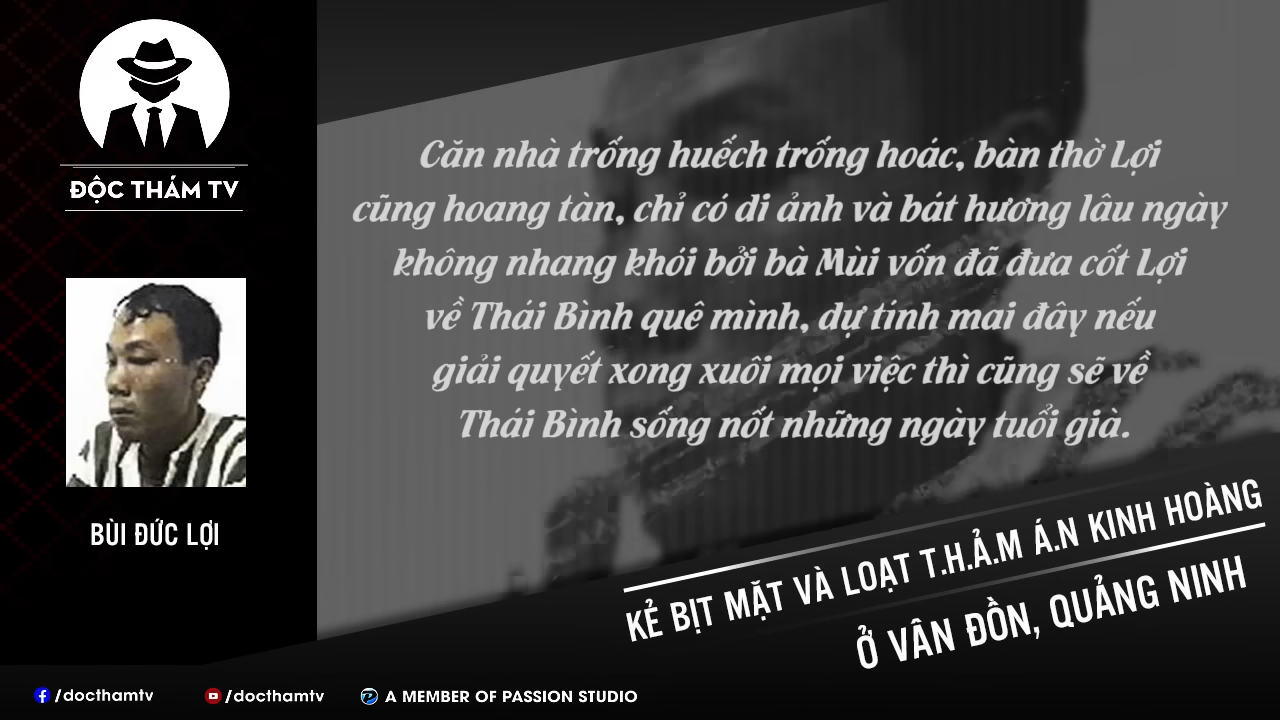 ĐỘC THÁM TV
BÙI ĐỨC LỢI
Căn nhà trống huếch trống hoác, bàn thờ Lợi
cũng hoang tàn, chỉ có di ảnh và bát hương lâu ngày
không nhang khói bởi bà Mùi vốn đã đưa cốt Lợi
về Thái Bình quê mình, dự tính mai đây nếu
giải quyết xong xuôi mọi việc thì cũng sẽ về
Thái Bình sống nốt những ngày tuổi già.
KẺ BỊT MẶT VÀ LOẠT T.H.Ả.M Á.N KINH HOÀNG
Ở VÂN ĐỒN, QUẢNG NINH
/docthamtv /docthamtv A MEMBER OF PASSION STUDIO